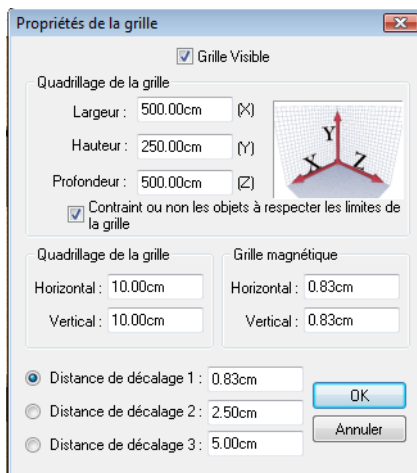 Propriétés de la grille
Grille Visible
Quadrillage de la grille
Largeur : 500.00cm (X)
Hauteur : 250.00cm (Y)
Profondeur : 500.00cm (Z)
Y
X Z
Contraint ou non les objets à respecter les limites de
la grille
Quadrillage de la grille
Horizontal : 10.00cm
Vertical : 10.00cm
Grille magnétique
Horizontal : 0.83cm
Vertical : 0.83cm
Distance de décalage 1 : 0.83cm
Distance de décalage 2 : 2.50cm
Distance de décalage 3 : 5.00cm
OK
Annuler